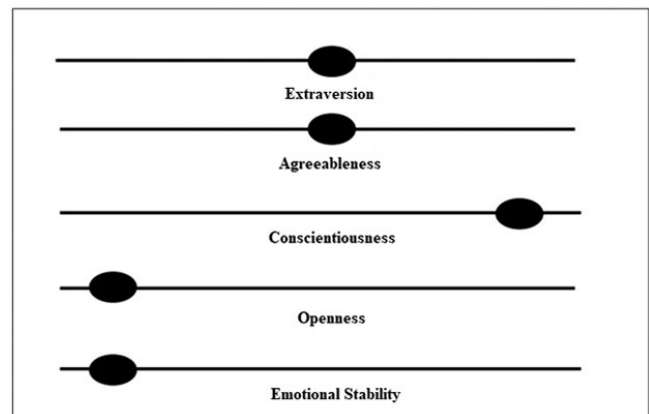 Extraversion
Agreeableness
Conscientiousness
Openness
Emotional Stability